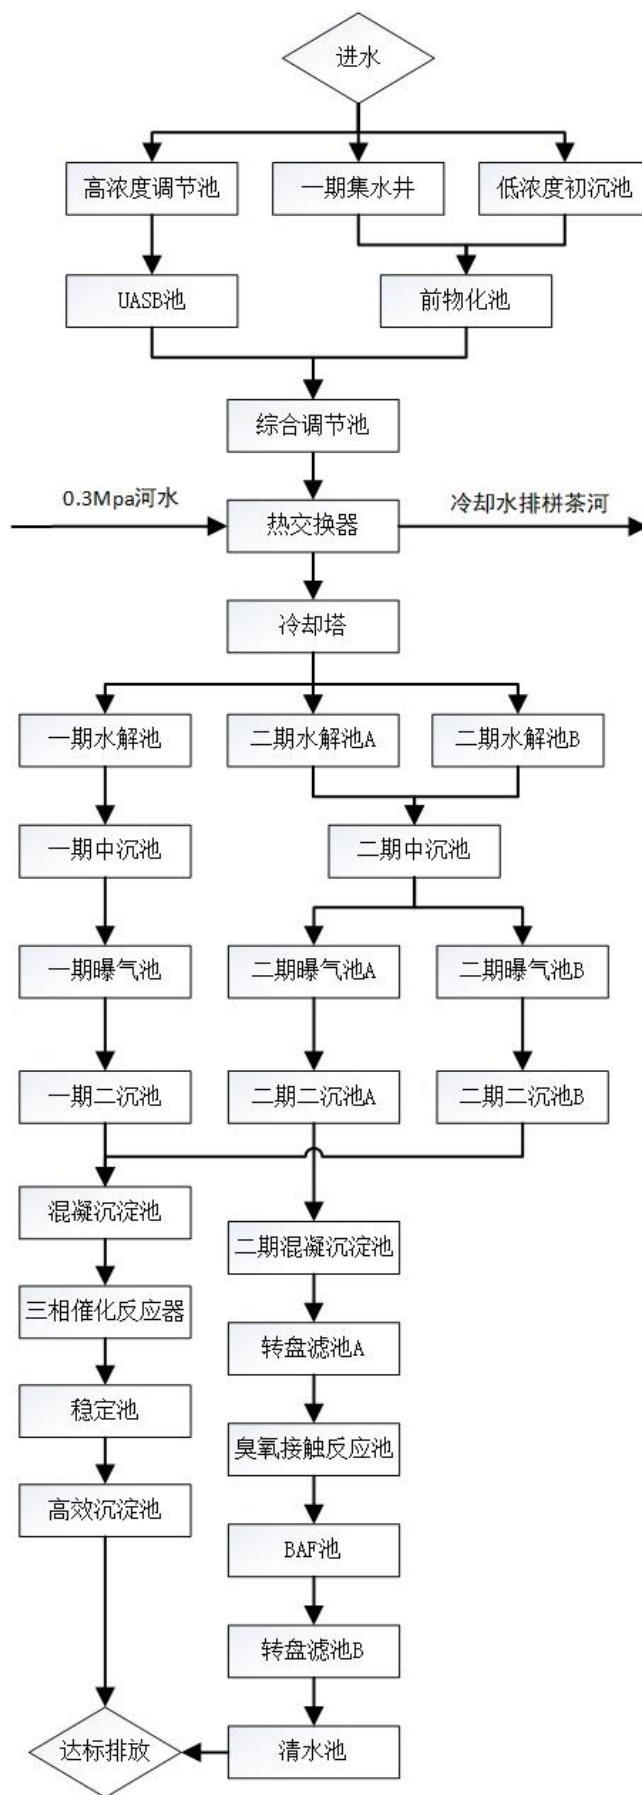 进水
高浓度调节池
一期集水井
低浓度初沉池
UASB池
前物化池
综合调节池
0.3Mpa河水
热交换器
冷却水排栟茶河
冷却塔
一期水解池
二期水解池A
二期水解池B
一期中沉池
二期中沉池
一期曝气池
二期曝气池A
二期曝气池B
一期二沉池
二期二沉池A
二期二沉池B
混凝沉淀池
二期混凝沉淀池
三相催化反应器
转盘滤池A
稳定池
臭氧接触反应池
高效沉淀池
BAF池
转盘滤池B
达标排放
清水池